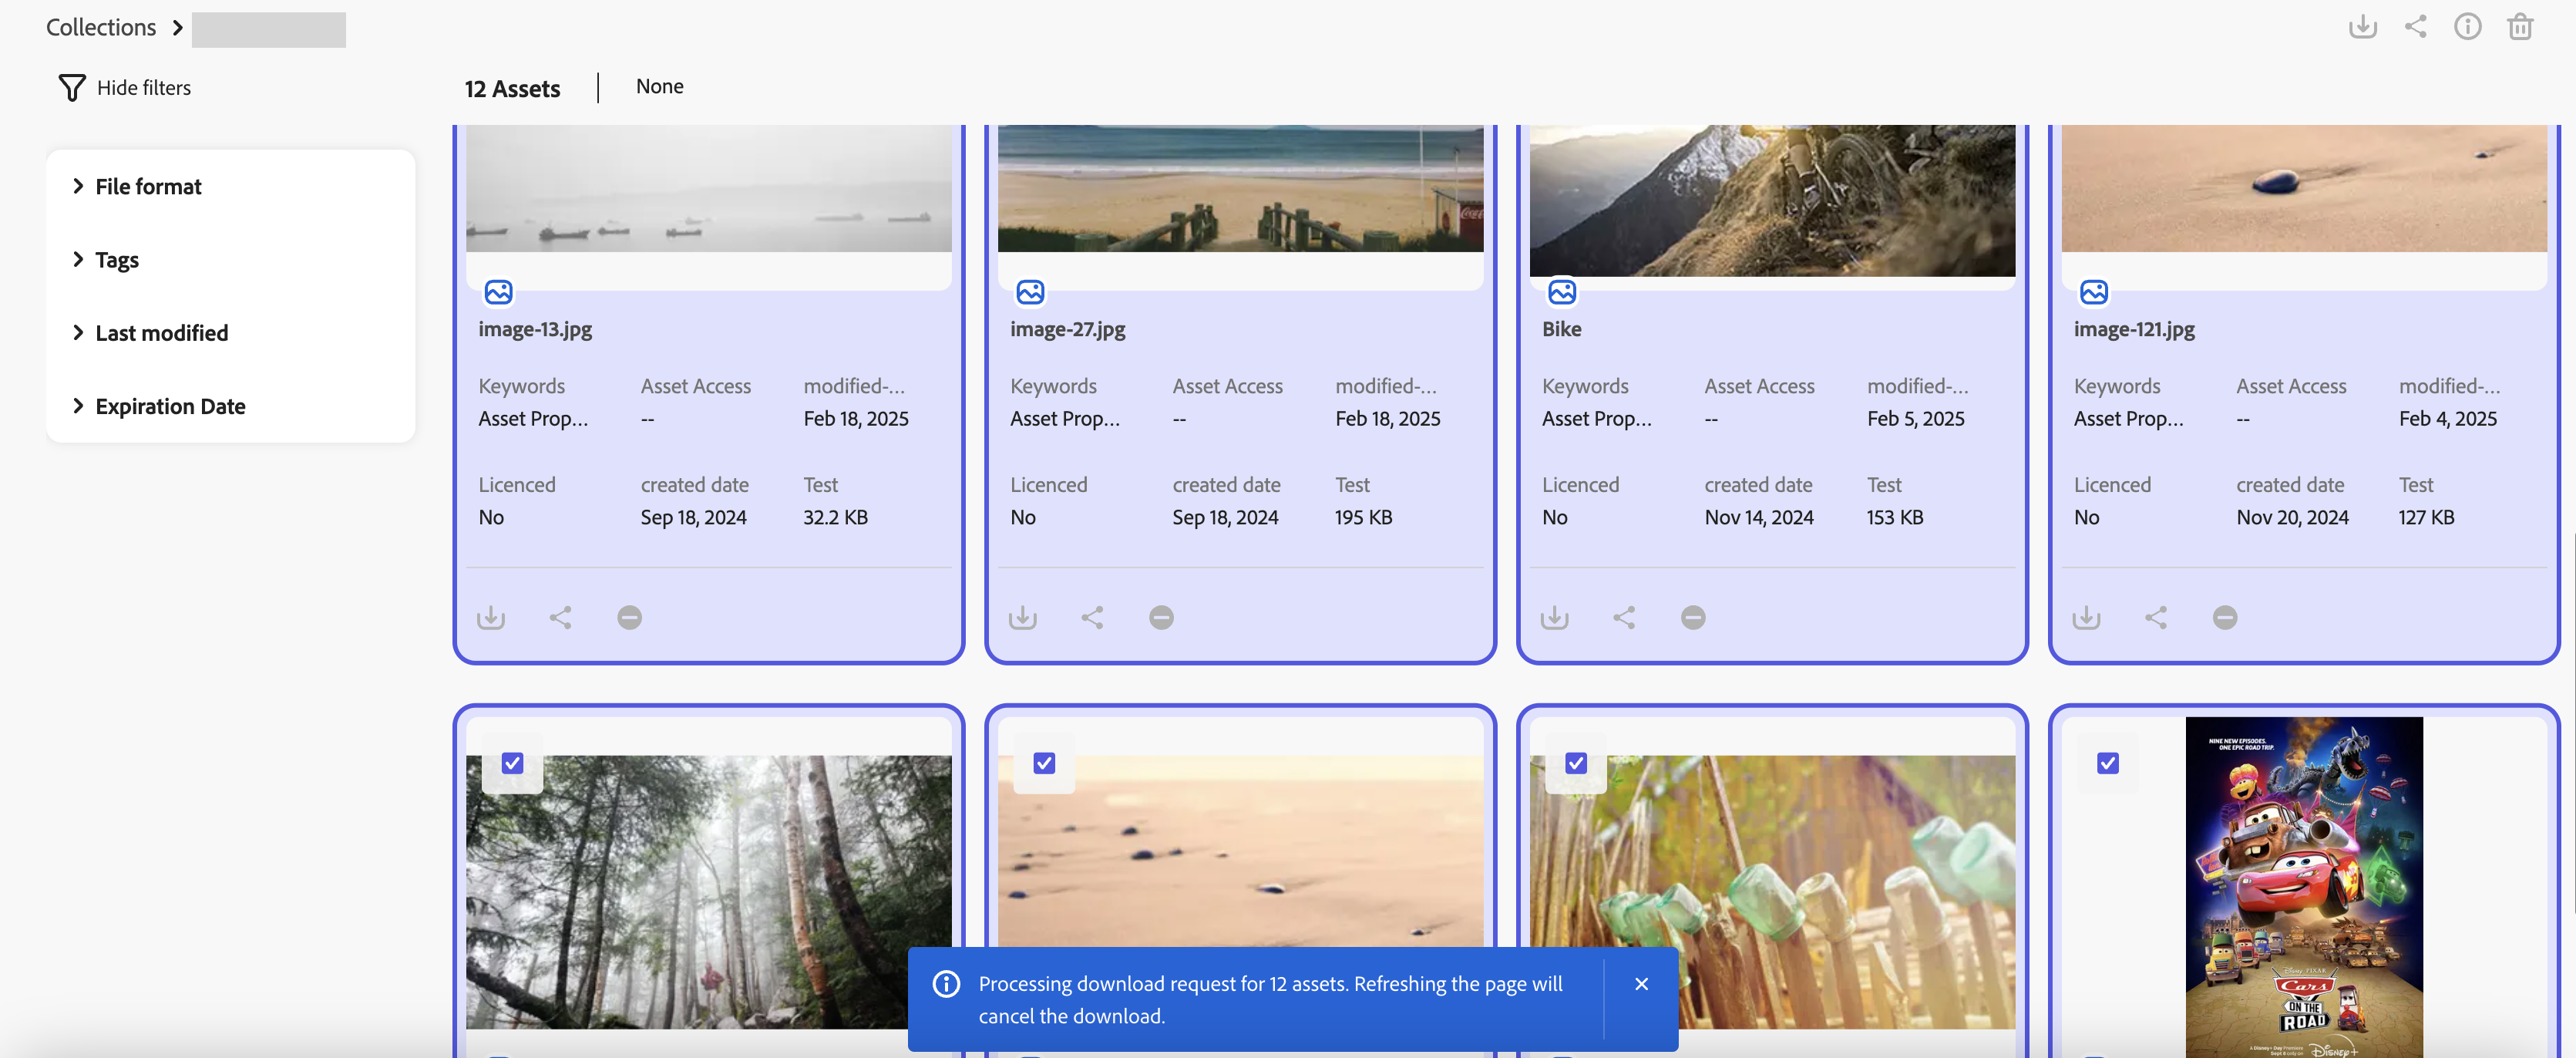 Collections
Hide filters
12 Assets
None
File format
Tags
Last modified
Expiration Date
image-13.jpg
Keywords Asset Access modified-...
Asset Prop... -- Feb 18, 2025
Licenced created date Test
No Sep 18, 2024 32.2 KB
image-27.jpg
Keywords Asset Access modified-...
Asset Prop... -- Feb 18, 2025
Licenced created date Test
No Sep 18, 2024 195 KB
Bike
Keywords Asset Access modified-...
Asset Prop... -- Feb 5, 2025
Licenced created date Test
No Nov 14, 2024 153 KB
image-121.jpg
Keywords Asset Access modified-...
Asset Prop... -- Feb 4, 2025
Licenced created date Test
No Nov 20, 2024 127 KB
NINE NEW EPISODES.
ONE EPIC ROAD TRIP.
Disney PIXAR
Cars
ON THE
ROAD
Disney+
Processing download request for 12 assets. Refreshing the page will
cancel the download.